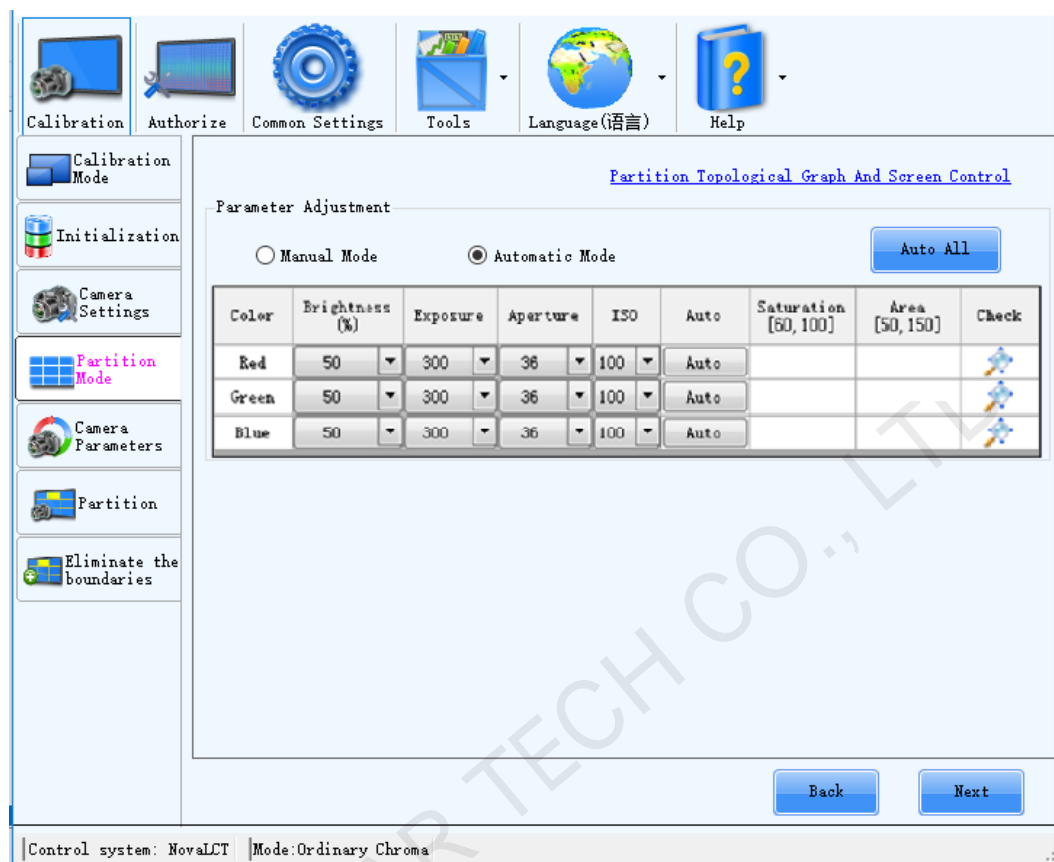 Calibration Authorize Common Settings Tools Language(语言) Help
Calibration
Mode
Initialization
Camera
Settings
Partition
Mode
Camera
Parameters
Partition
Eliminate the
boundaries
Partition Topological Graph And Screen Control
Parameter Adjustment
Manual Mode Automatic Mode Auto All
Color Brightness (%) Exposure Aperture ISO Auto Saturation [60, 100] Area [50, 150] Check
Red 50 300 36 100 Auto
Green 50 300 36 100 Auto
Blue 50 300 36 100 Auto
Back Next
Control system: NovaLCT Mode:Ordinary Chroma
TECH CO.,